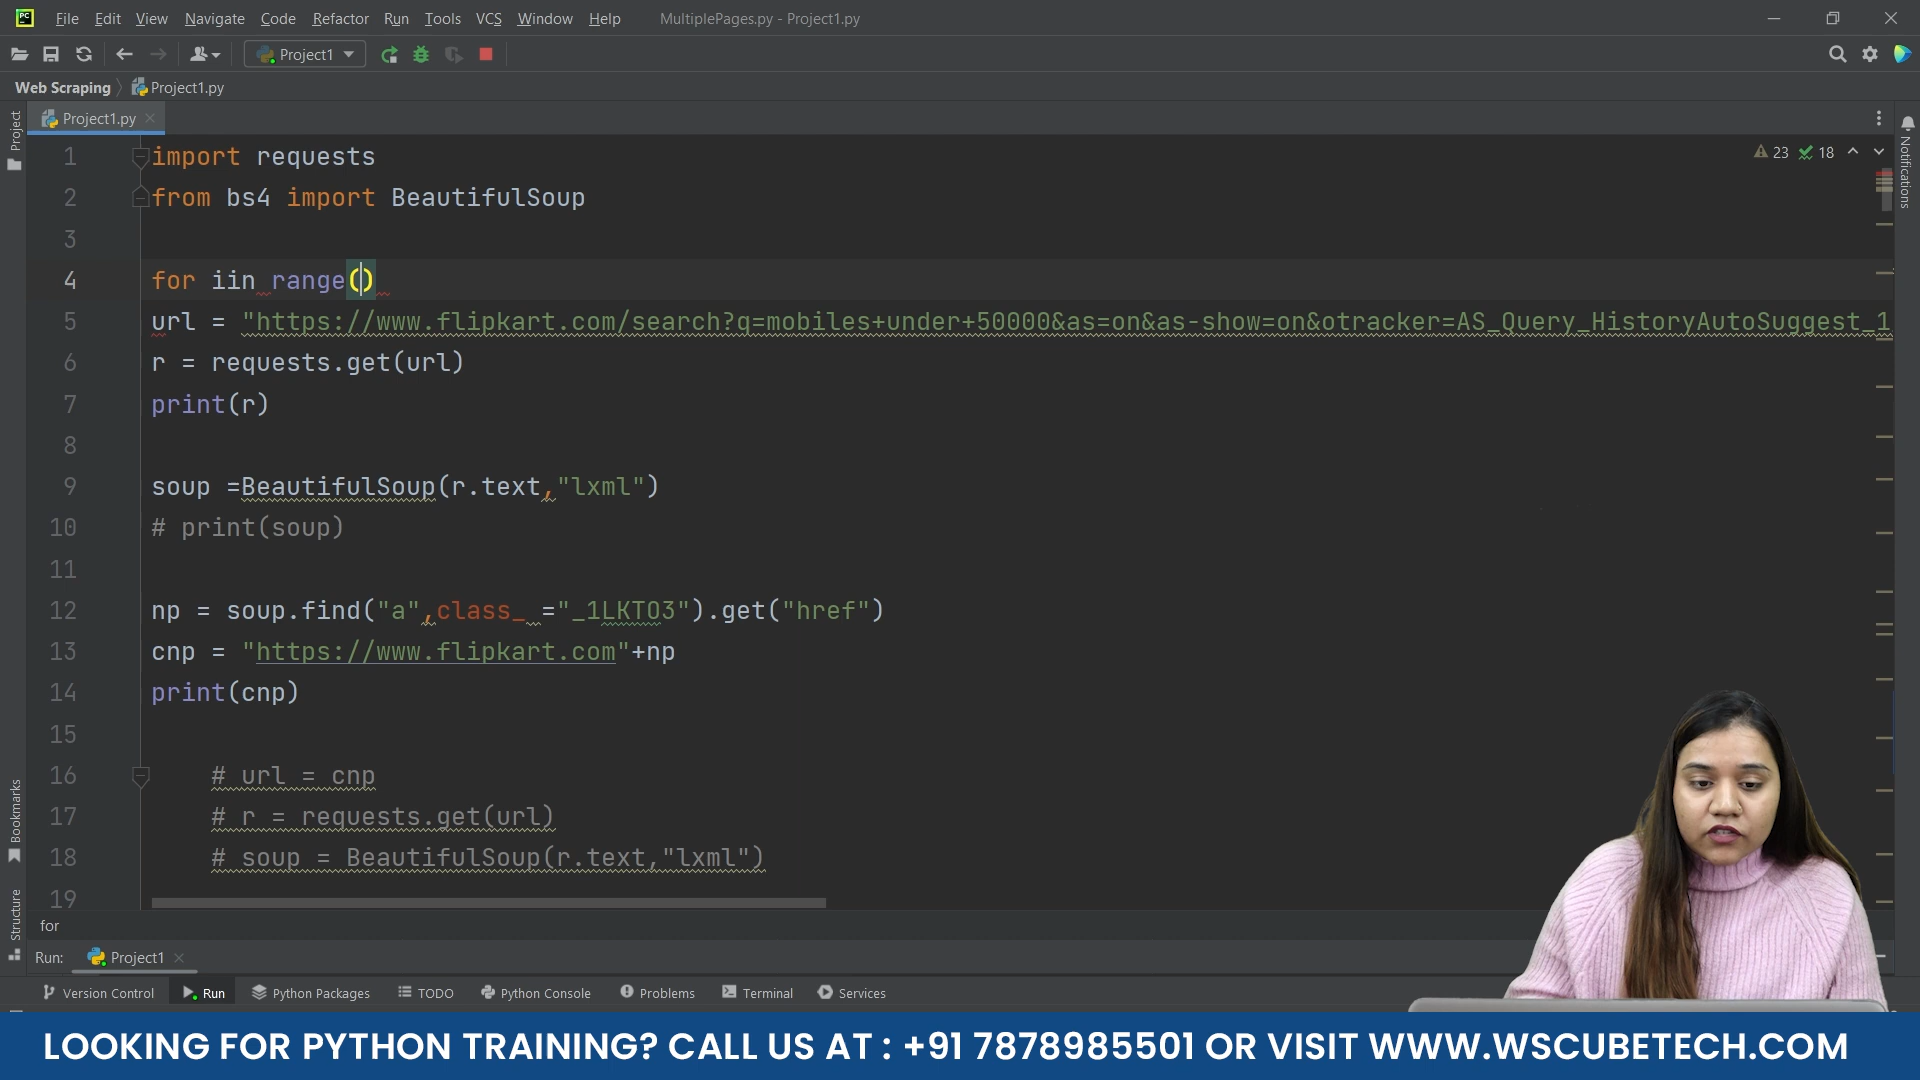 File Edit View Navigate Code Refactor Run Tools VCS Window Help MultiplePages.py - Project1.py
Project1
Web Scraping Project1.py
Project1.py
Project
Notifications
23 18
1 import requests
2 from bs4 import BeautifulSoup
3
4 for iin range()
5 url = "https://www.flipkart.com/search?q=mobiles+under+50000&as=on&as-show=on&otracker=AS_Query_HistoryAutoSuggest_1
6 r = requests.get(url)
7 print(r)
8
9 soup =BeautifulSoup(r.text,"lxml")
10 # print(soup)
11
12 np = soup.find("a",class_ ="_1LKTO3").get("href")
13 cnp = "https://www.flipkart.com"+np
14 print(cnp)
15
16 # url = cnp
17 # r = requests.get(url)
18 # soup = BeautifulSoup(r.text,"lxml")
19
Bookmarks
Structure
for
Run: Project1
Version Control Run Python Packages TODO Python Console Problems Terminal Services
LOOKING FOR PYTHON TRAINING? CALL US AT : +91 7878985501 OR VISIT WWW.WSCUBETECH.COM